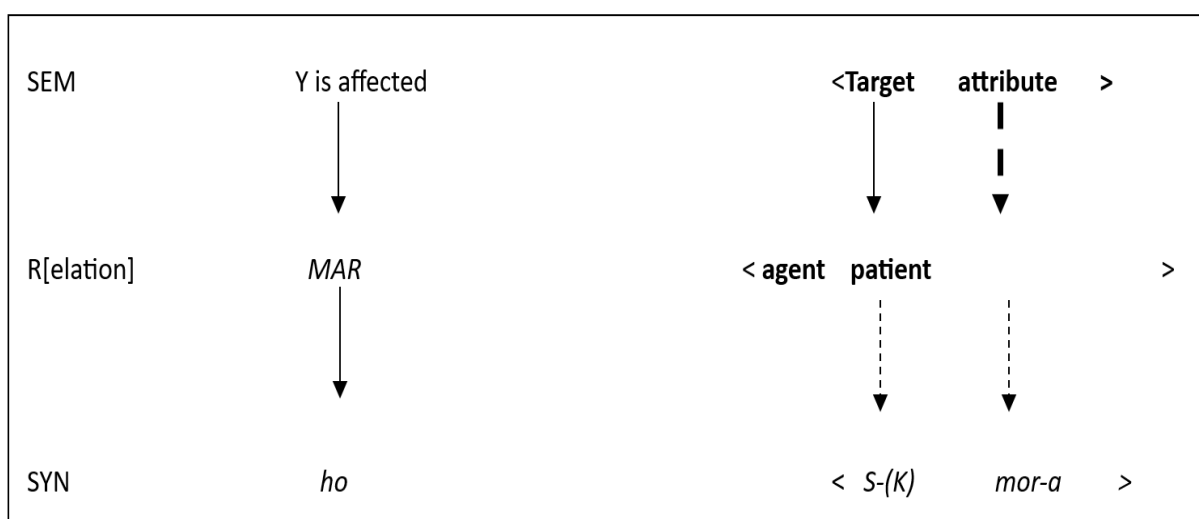 SEM Y is affected <Target attribute >
R[elation] MAR < agent patient >
SYN ho < S-(K) mor-a >